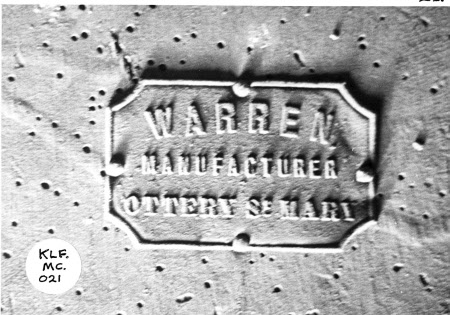 WARREN
MANUFACTURER
OTTERY ST MARY
KLF.
MC.
021